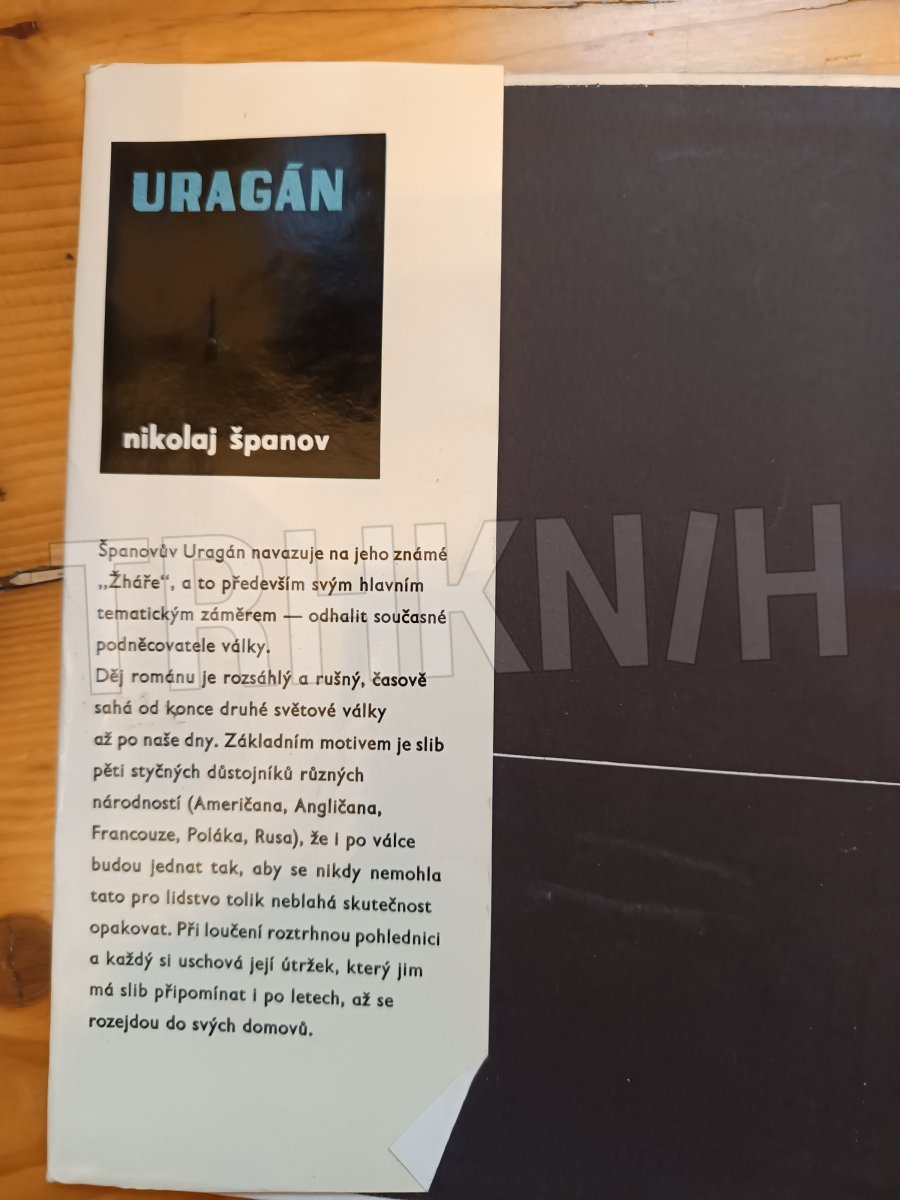 URAGÁN
nikolaj španov
Španovův Uragán navazuje na jeho známé
„Žháře“, a to především svým hlavním
tematickým záměrem — odhalit současné
podněcovatele války.
Děj románu je rozsáhlý a rušný, časově
sahá od konce druhé světové války
až po naše dny. Základním motivem je slib
pěti styčných důstojníků různých
národností (Američana, Angličana,
Francouze, Poláka, Rusa), že i po válce
budou jednat tak, aby se nikdy nemohla
tato pro lidstvo tolik neblahá skutečnost
opakovat. Při loučení roztrhnou pohlednici
a každý si uschová její útržek, který jim
má slib připomínat i po letech, až se
rozejdou do svých domovů.
TRHKN/H